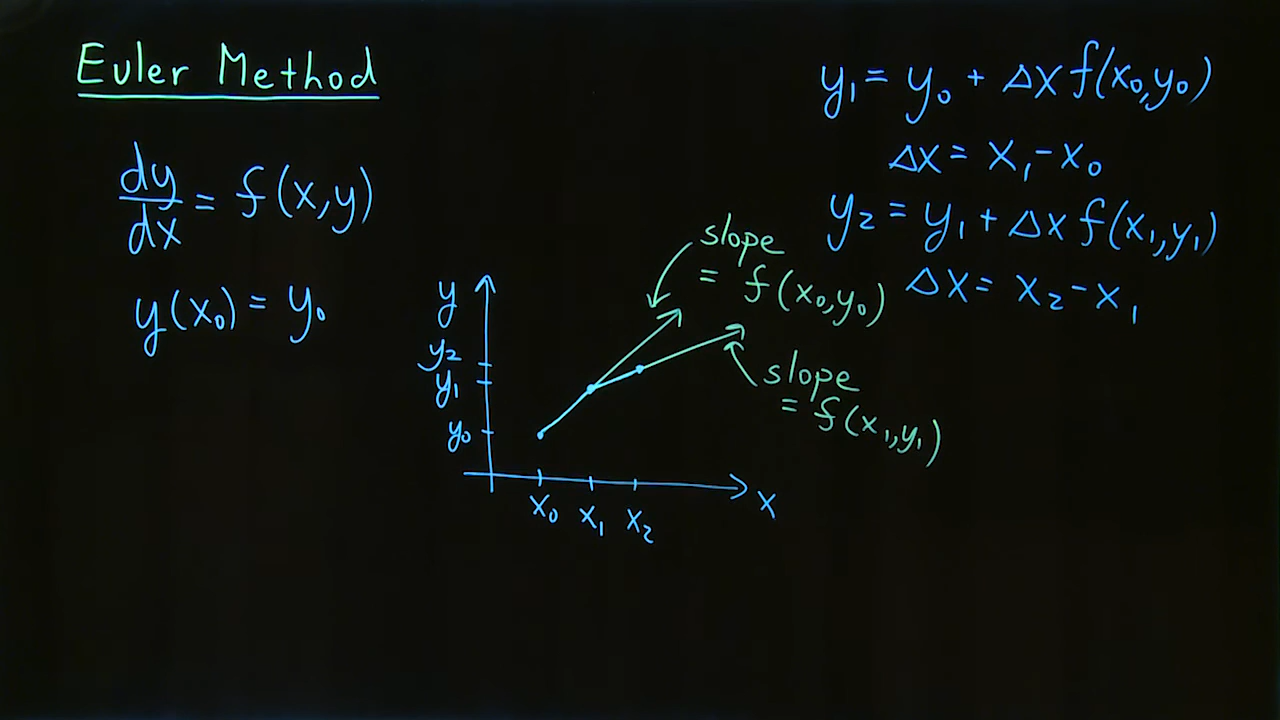 Euler Method
dy/dx = f(x,y)
y(x₀) = y₀
y₁ = y₀ + Δx f(x₀,y₀)
Δx = x₁ - x₀
y₂ = y₁ + Δx f(x₁,y₁)
Δx = x₂ - x₁
slope
= f(x₀,y₀)
slope
= f(x₁,y₁)
y
y₂
y₁
y₀
x₀ x₁ x₂
x